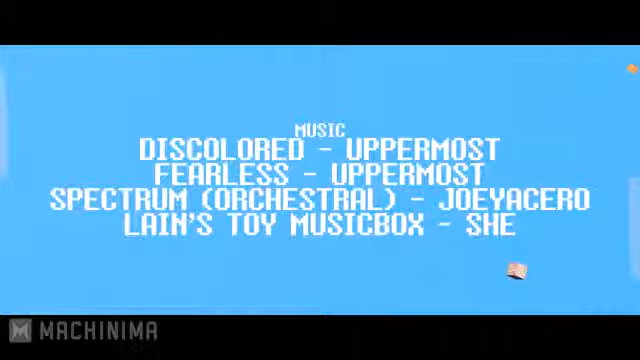 MUSIC
DISCOLORED - UPPERMOST
FEARLESS - UPPERMOST
SPECTRUM (ORCHESTRAL) - JOEYACERO
LAIN'S TOY MUSICBOX - SHE
MACHINIMA